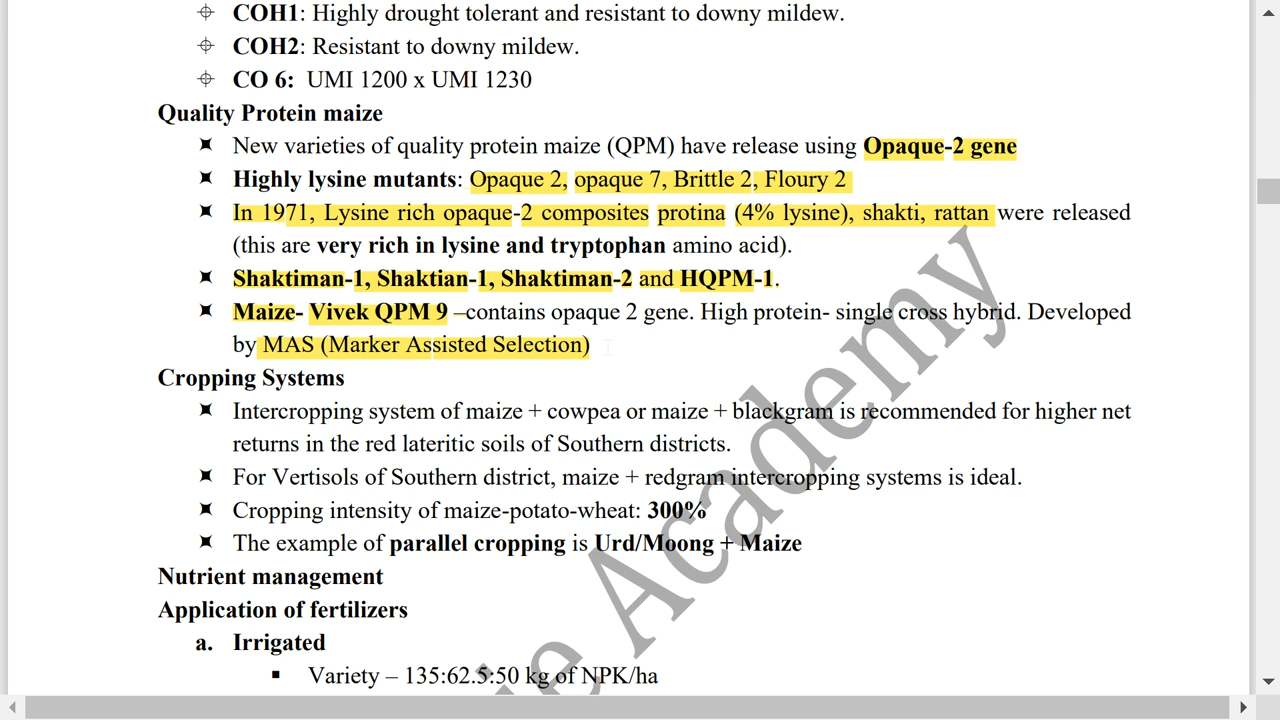 COH1: Highly drought tolerant and resistant to downy mildew.
COH2: Resistant to downy mildew.
CO 6: UMI 1200 x UMI 1230
Quality Protein maize
New varieties of quality protein maize (QPM) have release using Opaque-2 gene
Highly lysine mutants: Opaque 2, opaque 7, Brittle 2, Floury 2
In 1971, Lysine rich opaque-2 composites protina (4% lysine), shakti, rattan were released
(this are very rich in lysine and tryptophan amino acid).
Shaktiman-1, Shaktian-1, Shaktiman-2 and HQPM-1.
Maize- Vivek QPM 9 –contains opaque 2 gene. High protein- single cross hybrid. Developed
by MAS (Marker Assisted Selection)
Cropping Systems
Intercropping system of maize + cowpea or maize + blackgram is recommended for higher net
returns in the red lateritic soils of Southern districts.
For Vertisols of Southern district, maize + redgram intercropping systems is ideal.
Cropping intensity of maize-potato-wheat: 300%
The example of parallel cropping is Urd/Moong + Maize
Nutrient management
Application of fertilizers
a. Irrigated
Variety – 135:62.5:50 kg of NPK/ha
ie Academy